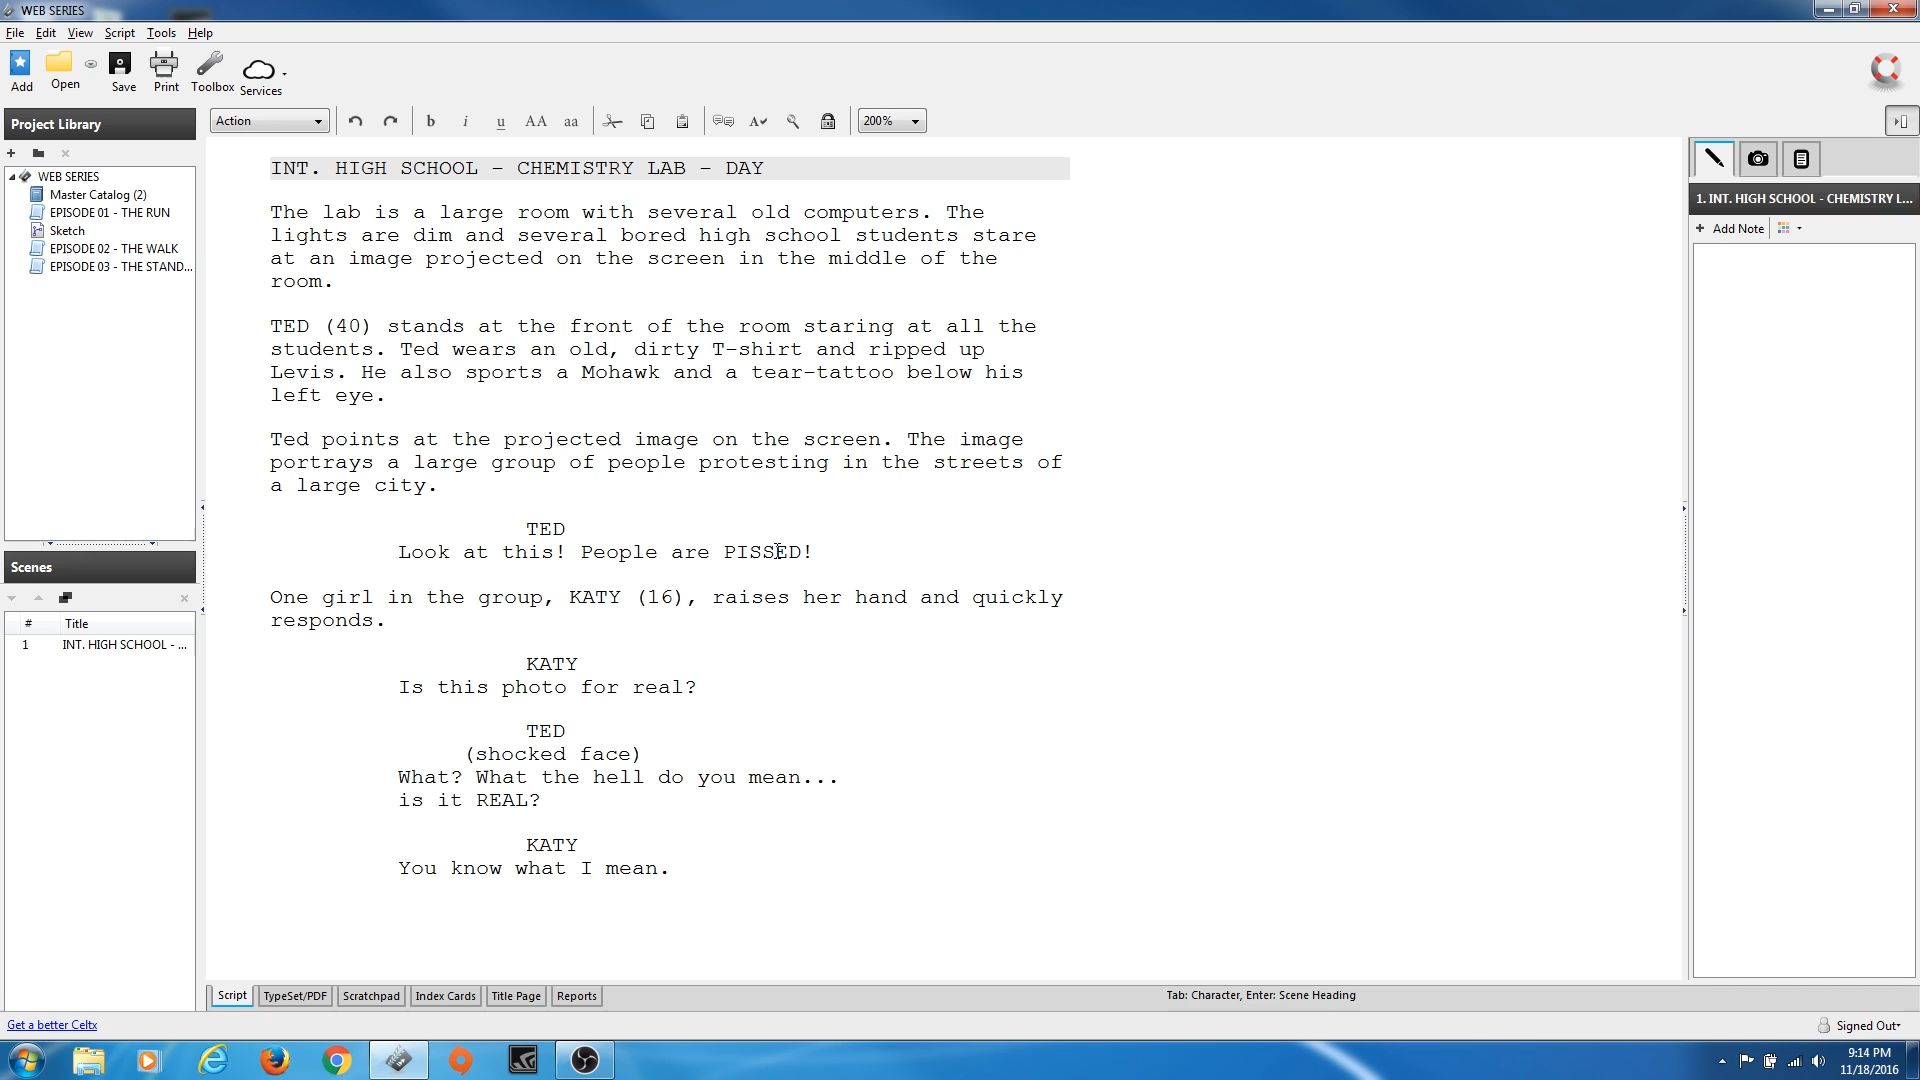 WEB SERIES
File Edit View Script Tools Help
Add Open Save Print Toolbox Services
Project Library
WEB SERIES
Master Catalog (2)
EPISODE 01 - THE RUN
Sketch
EPISODE 02 - THE WALK
EPISODE 03 - THE STAND...
Scenes
# Title
1 INT. HIGH SCHOOL - ...
Action b i u AA aa A 200%
INT. HIGH SCHOOL - CHEMISTRY LAB - DAY
The lab is a large room with several old computers. The
lights are dim and several bored high school students stare
at an image projected on the screen in the middle of the
room.
TED (40) stands at the front of the room staring at all the
students. Ted wears an old, dirty T-shirt and ripped up
Levis. He also sports a Mohawk and a tear-tattoo below his
left eye.
Ted points at the projected image on the screen. The image
portrays a large group of people protesting in the streets of
a large city.
TED
Look at this! People are PISSED!
One girl in the group, KATY (16), raises her hand and quickly
responds.
KATY
Is this photo for real?
TED
(shocked face)
What? What the hell do you mean...
is it REAL?
KATY
You know what I mean.
1. INT. HIGH SCHOOL - CHEMISTRY L...
+ Add Note
Script TypeSet/PDF Scratchpad Index Cards Title Page Reports
Tab: Character, Enter: Scene Heading
Get a better Celtx
Signed Out
9:14 PM
11/18/2016